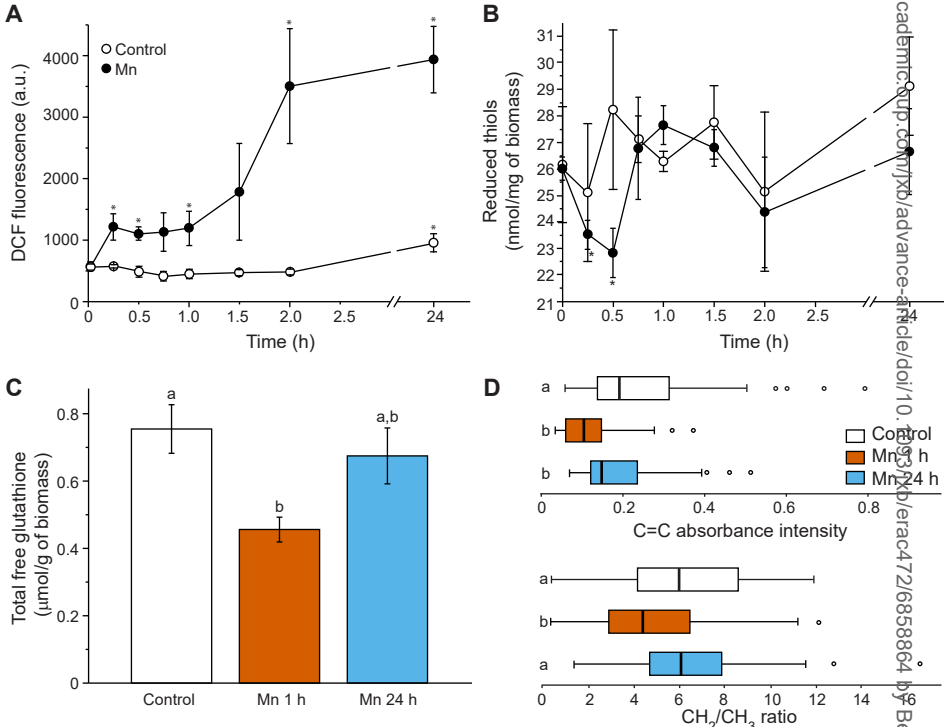 A
4000
3000
2000
1000
0
DCF fluorescence (a.u.)
Control
Mn
*
*
*
*
*
*
0
0.5
1.0
1.5
2.0
2.5
24
Time (h)
B
31
30
29
28
27
26
25
24
23
22
21
Reduced thiols
(nmol/mg of biomass)
*
*
0
0.5
1.0
1.5
2.0
2.5
24
Time (h)
C
0.8
0.6
0.4
0.2
0
Total free glutathione
(μmol/g of biomass)
a
b
a,b
Control
Mn 1 h
Mn 24 h
D
a
b
b
Control
Mn 1 h
Mn 24 h
0
0.2
0.4
0.6
0.8
C=C absorbance intensity
a
b
a
0
2
4
6
8
10
12
14
16
CH2/CH3 ratio
cademic.oup.com/jxb/advance-article/doi/10.1093/jxb/erac472/6858864 by Be